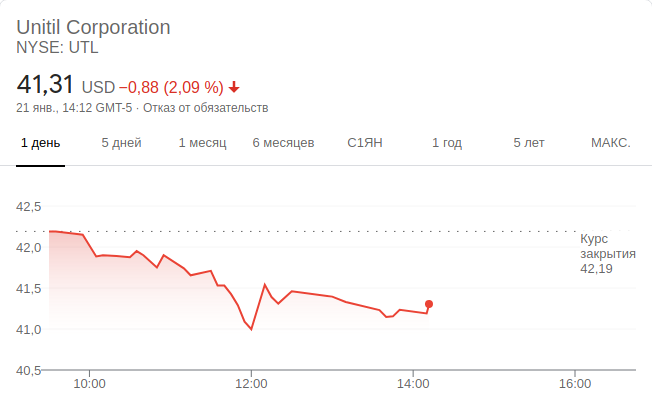 Unitil Corporation
NYSE: UTL
41,31 USD −0,88 (2,09 %)
21 янв., 14:12 GMT-5 · Отказ от обязательств
1 день 5 дней 1 месяц 6 месяцев С1ЯН 1 год 5 лет МАКС.
42,5
42,0
41,5
41,0
40,5
Курс
закрытия
42,19
10:00 12:00 14:00 16:00